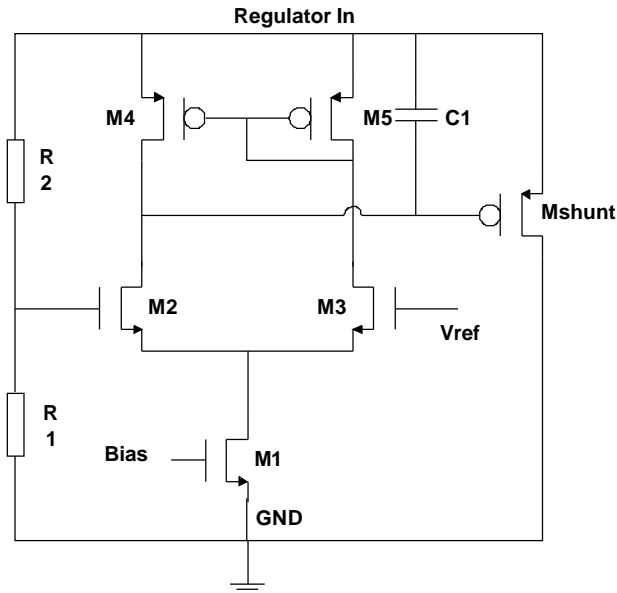 Regulator In
M4
M5
C1
R
2
Mshunt
M2
M3
Vref
R
1
Bias
M1
GND